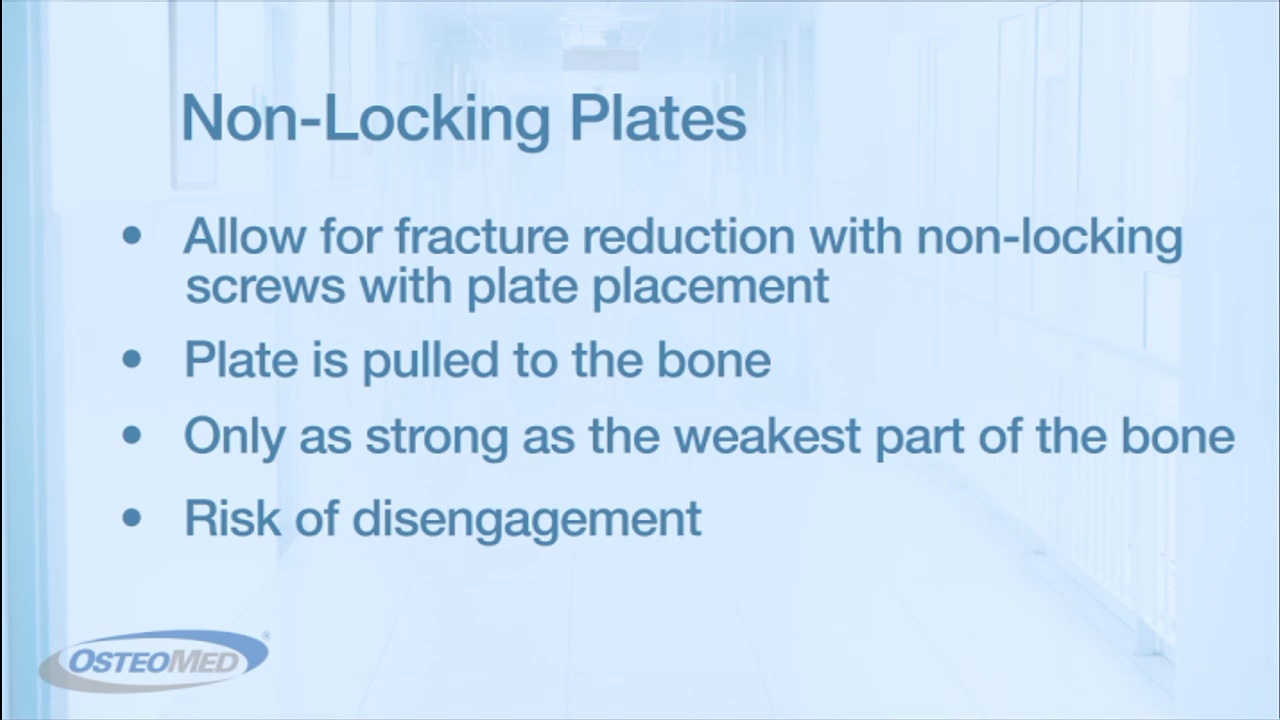 Non-Locking Plates
• Allow for fracture reduction with non-locking
screws with plate placement
• Plate is pulled to the bone
• Only as strong as the weakest part of the bone
• Risk of disengagement
OSTEOMED®